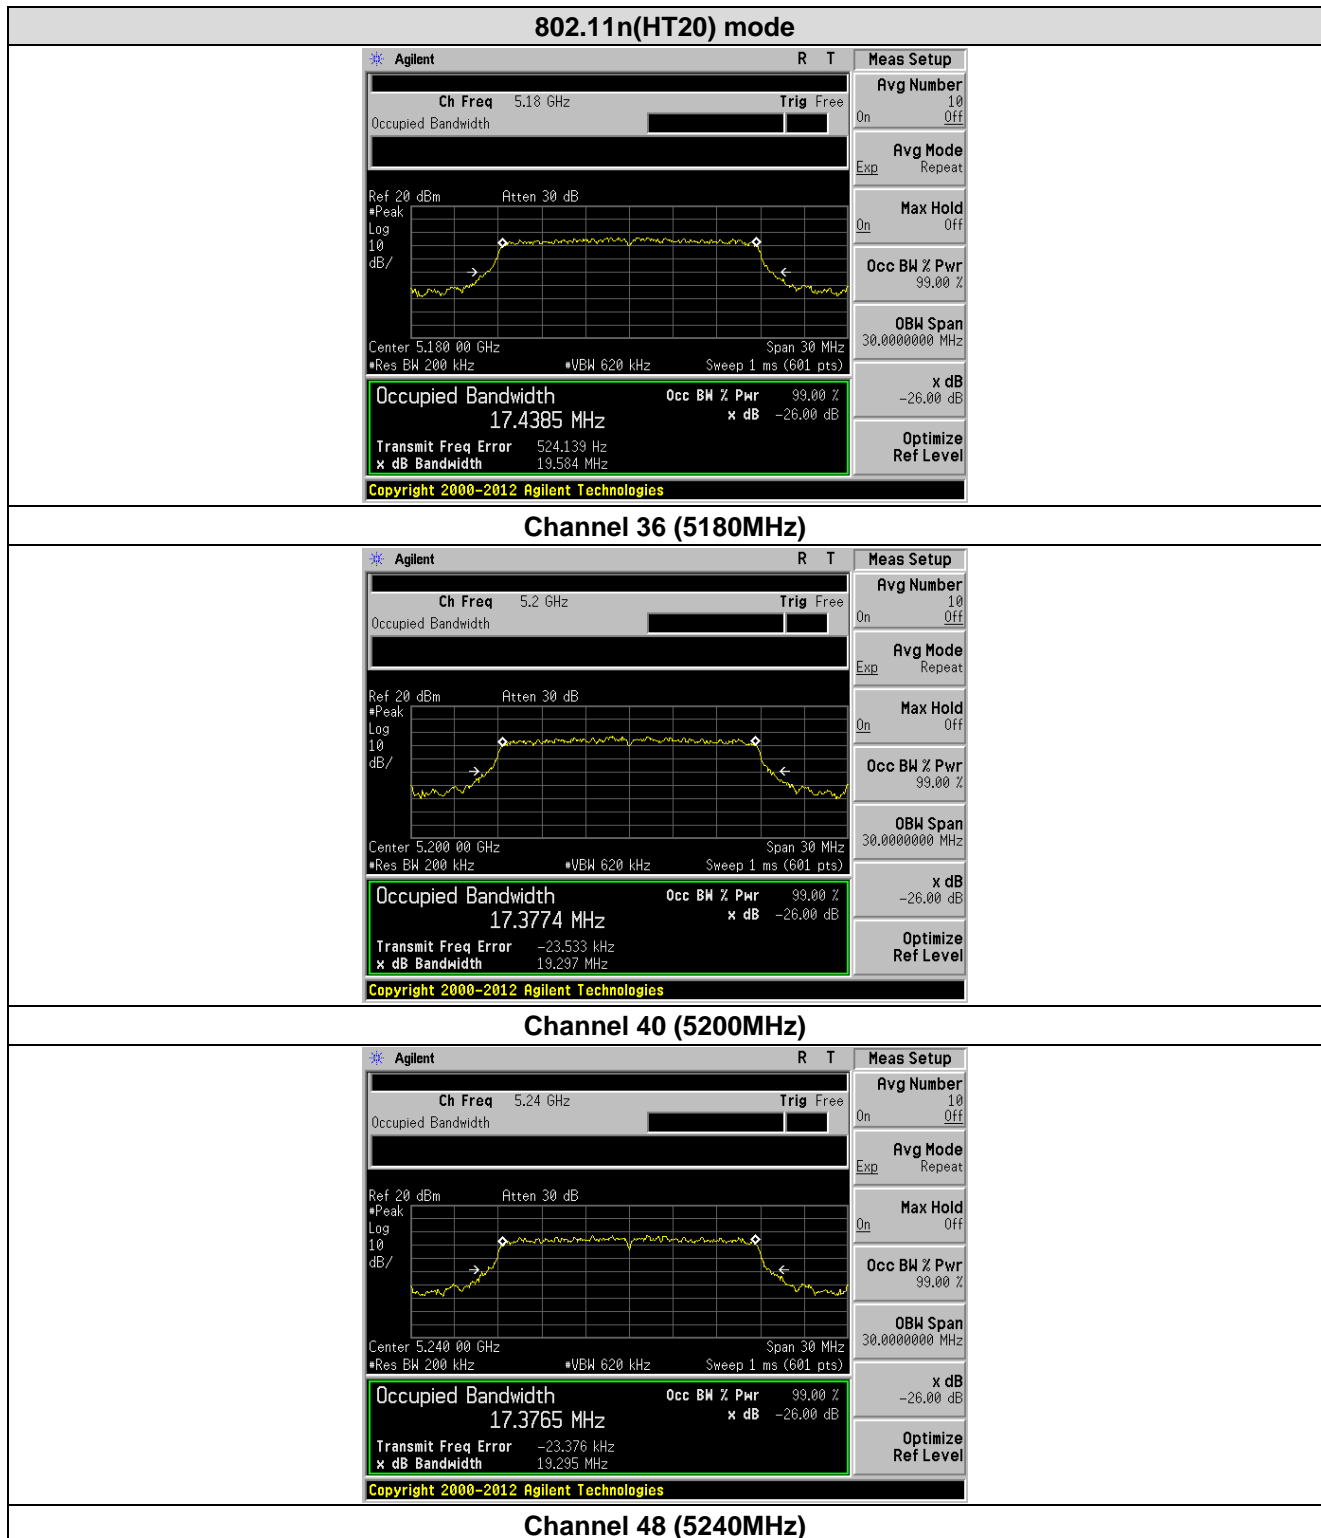 802.11n(HT20) mode
Agilent R T Meas Setup
Ch Freq 5.18 GHz Trig Free
Occupied Bandwidth
Ref 20 dBm Atten 30 dB
#Peak
Log
10
dB/
Center 5.180 00 GHz Span 30 MHz
#Res BW 200 kHz #VBW 620 kHz Sweep 1 ms (601 pts)
Occupied Bandwidth Occ BW % Pwr 99.00 %
17.4385 MHz x dB -26.00 dB
Transmit Freq Error 524.139 Hz
x dB Bandwidth 19.584 MHz
Copyright 2000-2012 Agilent Technologies
Avg Number
10
On Off
Avg Mode
Exp Repeat
Max Hold
On Off
Occ BW % Pwr
99.00 %
OBW Span
30.0000000 MHz
x dB
-26.00 dB
Optimize
Ref Level
Channel 36 (5180MHz)
Agilent R T Meas Setup
Ch Freq 5.2 GHz Trig Free
Occupied Bandwidth
Ref 20 dBm Atten 30 dB
#Peak
Log
10
dB/
Center 5.200 00 GHz Span 30 MHz
#Res BW 200 kHz #VBW 620 kHz Sweep 1 ms (601 pts)
Occupied Bandwidth Occ BW % Pwr 99.00 %
17.3774 MHz x dB -26.00 dB
Transmit Freq Error -23.533 kHz
x dB Bandwidth 19.297 MHz
Copyright 2000-2012 Agilent Technologies
Avg Number
10
On Off
Avg Mode
Exp Repeat
Max Hold
On Off
Occ BW % Pwr
99.00 %
OBW Span
30.0000000 MHz
x dB
-26.00 dB
Optimize
Ref Level
Channel 40 (5200MHz)
Agilent R T Meas Setup
Ch Freq 5.24 GHz Trig Free
Occupied Bandwidth
Ref 20 dBm Atten 30 dB
#Peak
Log
10
dB/
Center 5.240 00 GHz Span 30 MHz
#Res BW 200 kHz #VBW 620 kHz Sweep 1 ms (601 pts)
Occupied Bandwidth Occ BW % Pwr 99.00 %
17.3765 MHz x dB -26.00 dB
Transmit Freq Error -23.376 kHz
x dB Bandwidth 19.295 MHz
Copyright 2000-2012 Agilent Technologies
Avg Number
10
On Off
Avg Mode
Exp Repeat
Max Hold
On Off
Occ BW % Pwr
99.00 %
OBW Span
30.0000000 MHz
x dB
-26.00 dB
Optimize
Ref Level
Channel 48 (5240MHz)